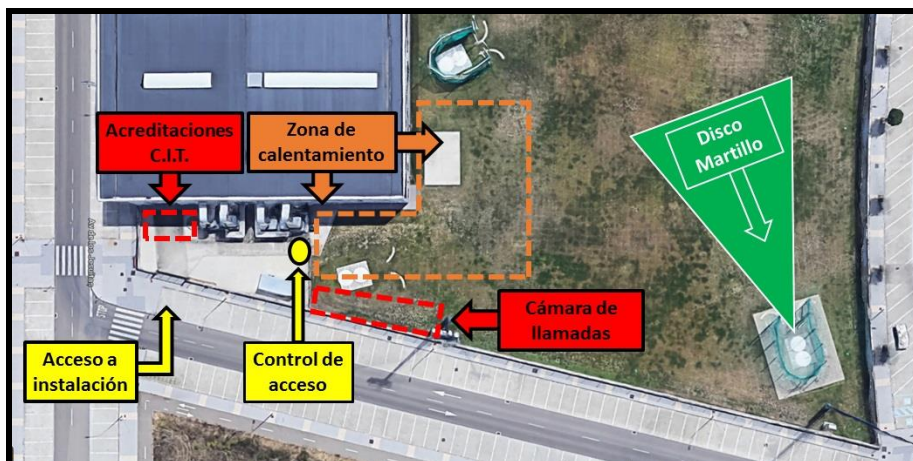 Acreditaciones
C.I.T.
Zona de
calentamiento
Disco
Martillo
Cámara de
llamadas
Acceso a
instalación
Control de
acceso